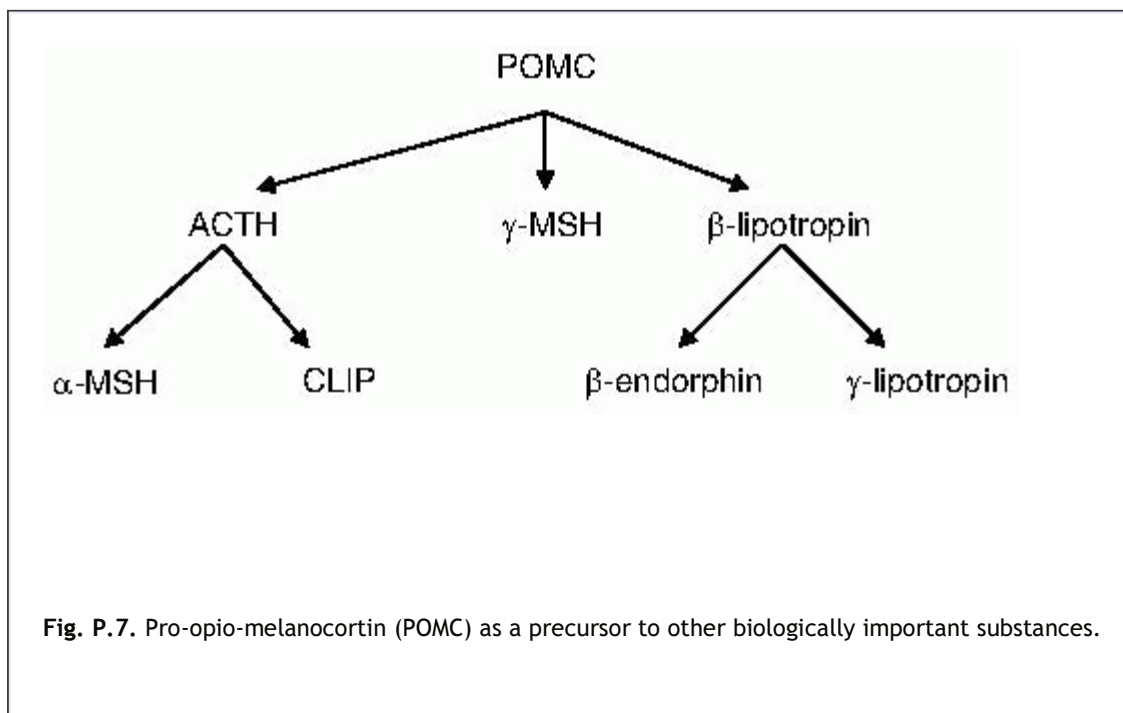 POMC
ACTH γ-MSH β-lipotropin
α-MSH CLIP β-endorphin γ-lipotropin
Fig. P.7. Pro-opio-melanocortin (POMC) as a precursor to other biologically important substances.